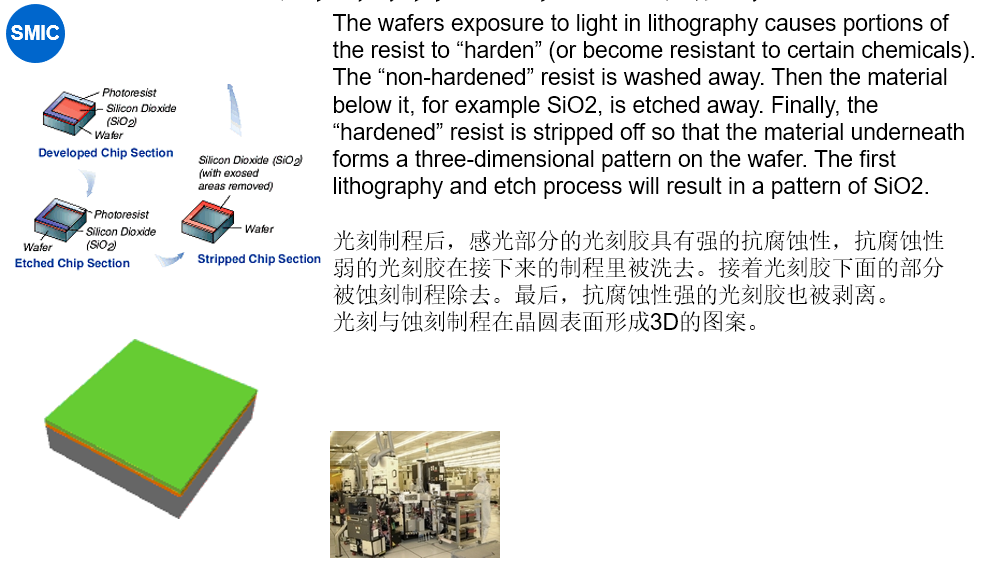 SMIC
The wafers exposure to light in lithography causes portions of
the resist to “harden” (or become resistant to certain chemicals).
The “non-hardened” resist is washed away. Then the material
below it, for example SiO2, is etched away. Finally, the
“hardened” resist is stripped off so that the material underneath
forms a three-dimensional pattern on the wafer. The first
lithography and etch process will result in a pattern of SiO2.
光刻制程后，感光部分的光刻胶具有强的抗腐蚀性，抗腐蚀性
弱的光刻胶在接下来的制程里被洗去。接着光刻胶下面的部分
被蚀刻制程除去。最后，抗腐蚀性强的光刻胶也被剥离。
光刻与蚀刻制程在晶圆表面形成3D的图案。
Photoresist
Silicon Dioxide
(SiO2)
Wafer
Developed Chip Section
Silicon Dioxide (SiO2)
(with exposed
areas removed)
Wafer
Stripped Chip Section
Photoresist
Silicon Dioxide
(SiO2)
Wafer
Etched Chip Section